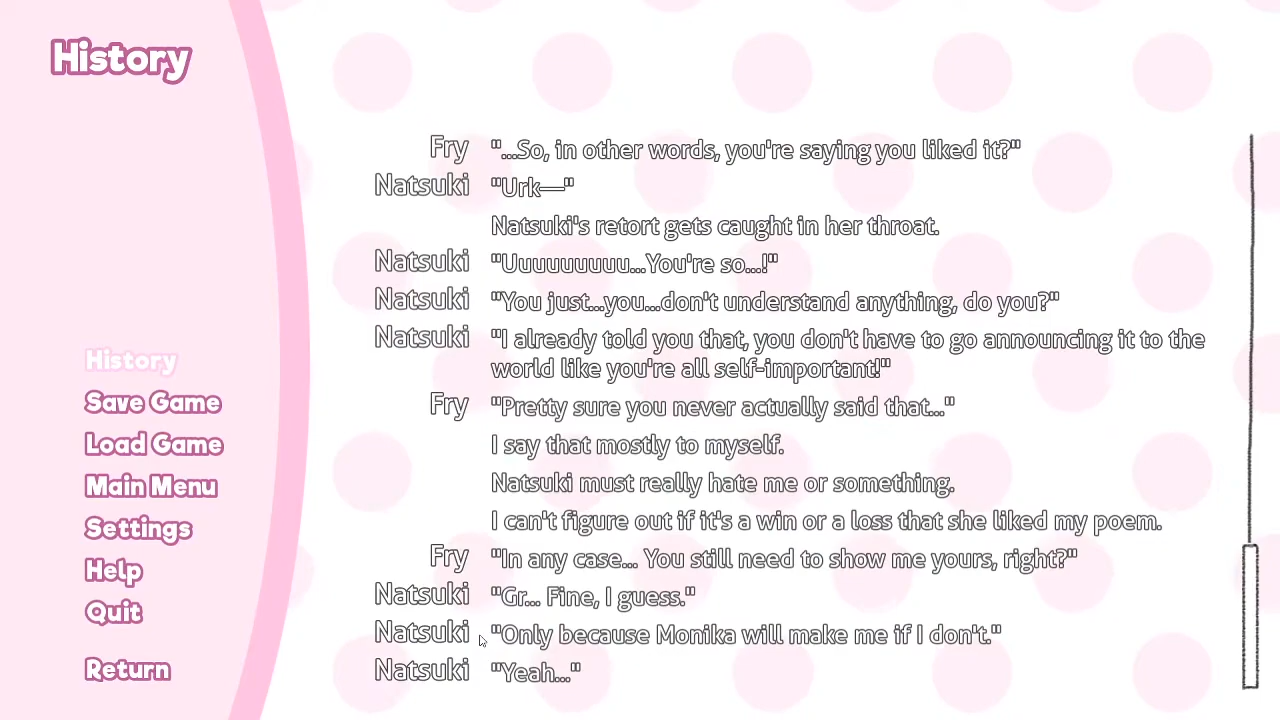 History
Fry "...So, in other words, you're saying you liked it?"
Natsuki "Urk—"
Natsuki's retort gets caught in her throat.
Natsuki "Uuuuuuuuu...You're so...!"
Natsuki "You just...you...don't understand anything, do you?"
Natsuki "I already told you that, you don't have to go announcing it to the
world like you're all self-important!"
Fry "Pretty sure you never actually said that..."
I say that mostly to myself.
Natsuki must really hate me or something.
I can't figure out if it's a win or a loss that she liked my poem.
Fry "In any case... You still need to show me yours, right?"
Natsuki "Gr... Fine, I guess."
Natsuki "Only because Monika will make me if I don't."
Natsuki "Yeah..."
History
Save Game
Load Game
Main Menu
Settings
Help
Quit
Return